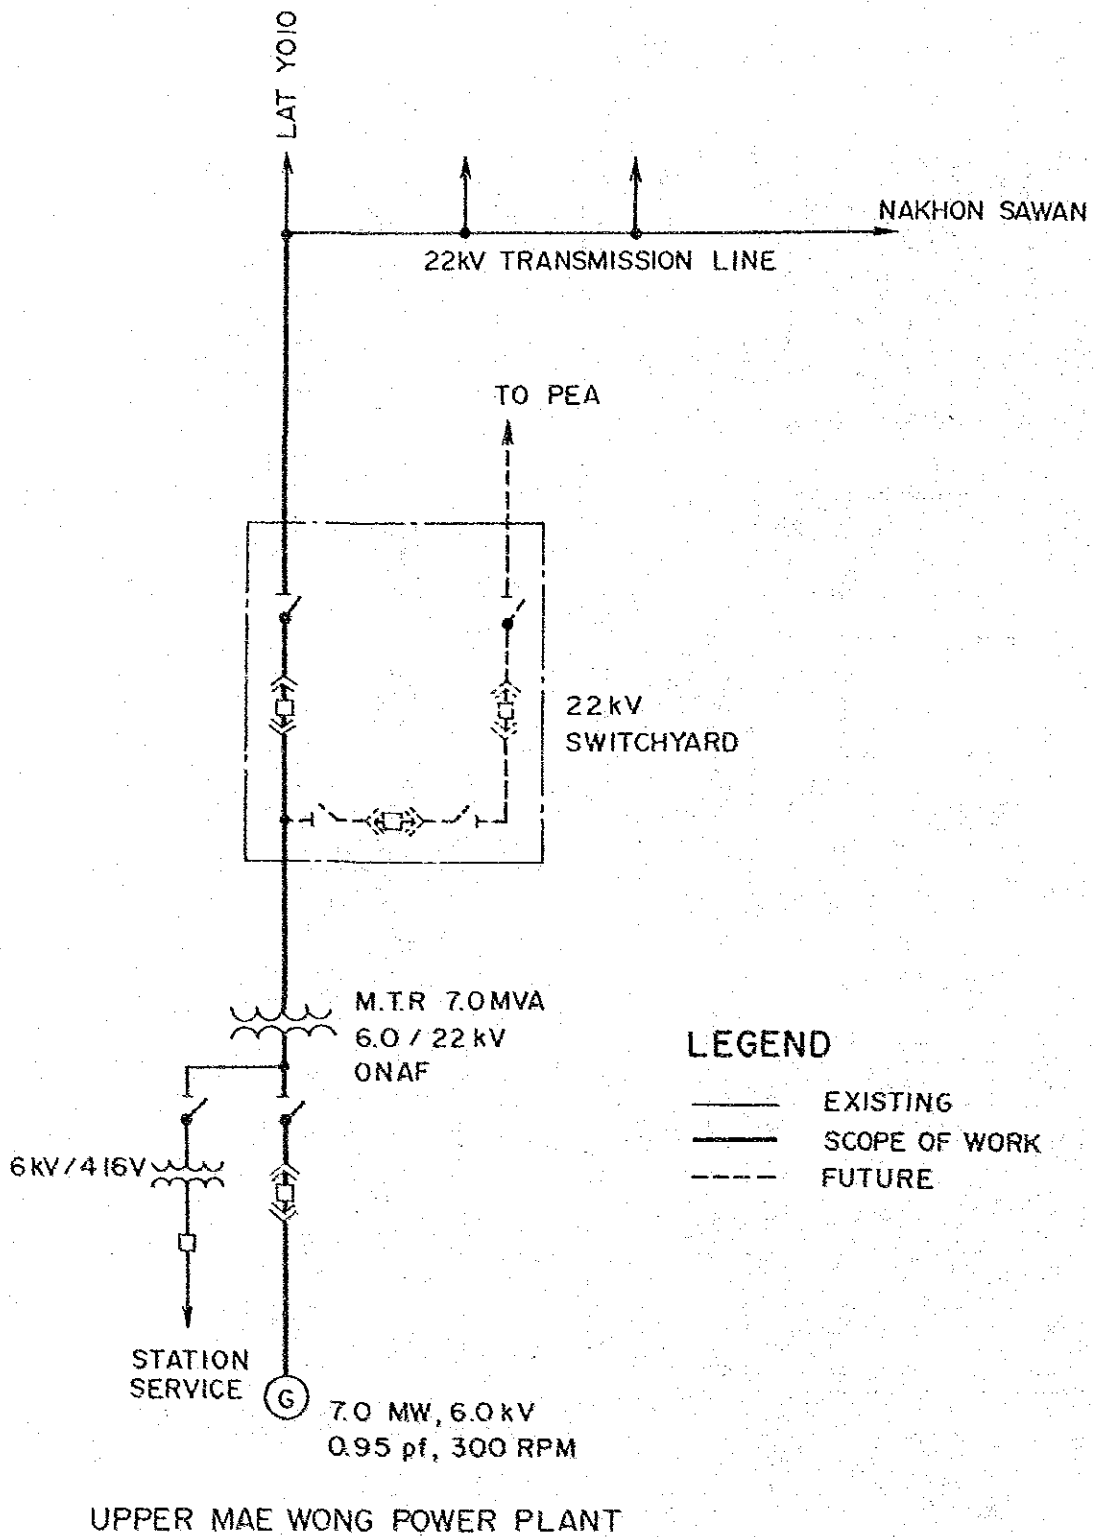 LAT YOIO
NAKHON SAWAN
22kV TRANSMISSION LINE
TO PEA
22kV
SWITCHYARD
M.T.R 7.0MVA
6.0 / 22 kV
ONAF
LEGEND
EXISTING
SCOPE OF WORK
FUTURE
6kV/416V
STATION
SERVICE
G
7.0 MW, 6.0 kV
0.95 pf, 300 RPM
UPPER MAE WONG POWER PLANT